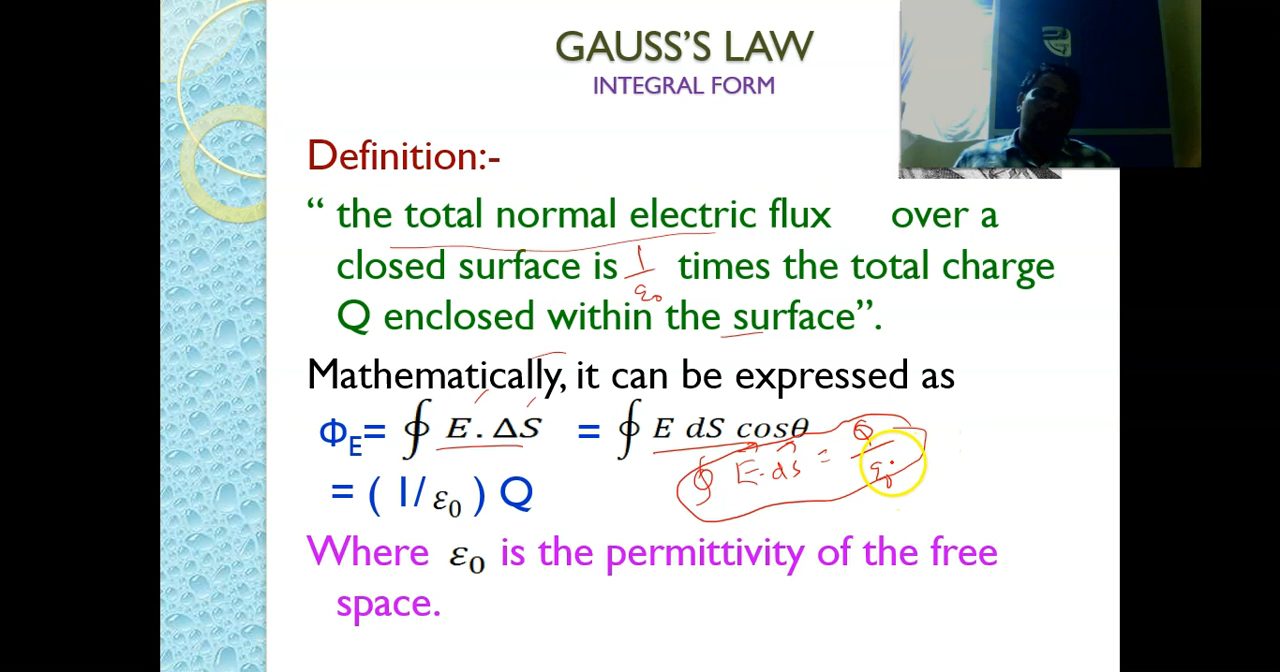 GAUSS'S LAW
INTEGRAL FORM
Definition:-
“ the total normal electric flux over a
closed surface is 1/ε₀ times the total charge
Q enclosed within the surface”.
Mathematically, it can be expressed as
Φ_E= ∮ E . ΔS = ∮ E dS cosθ
∮ E⃗.ds⃗ = Q/ε₀
= ( 1/ ε₀ ) Q
Where ε₀ is the permittivity of the free
space.